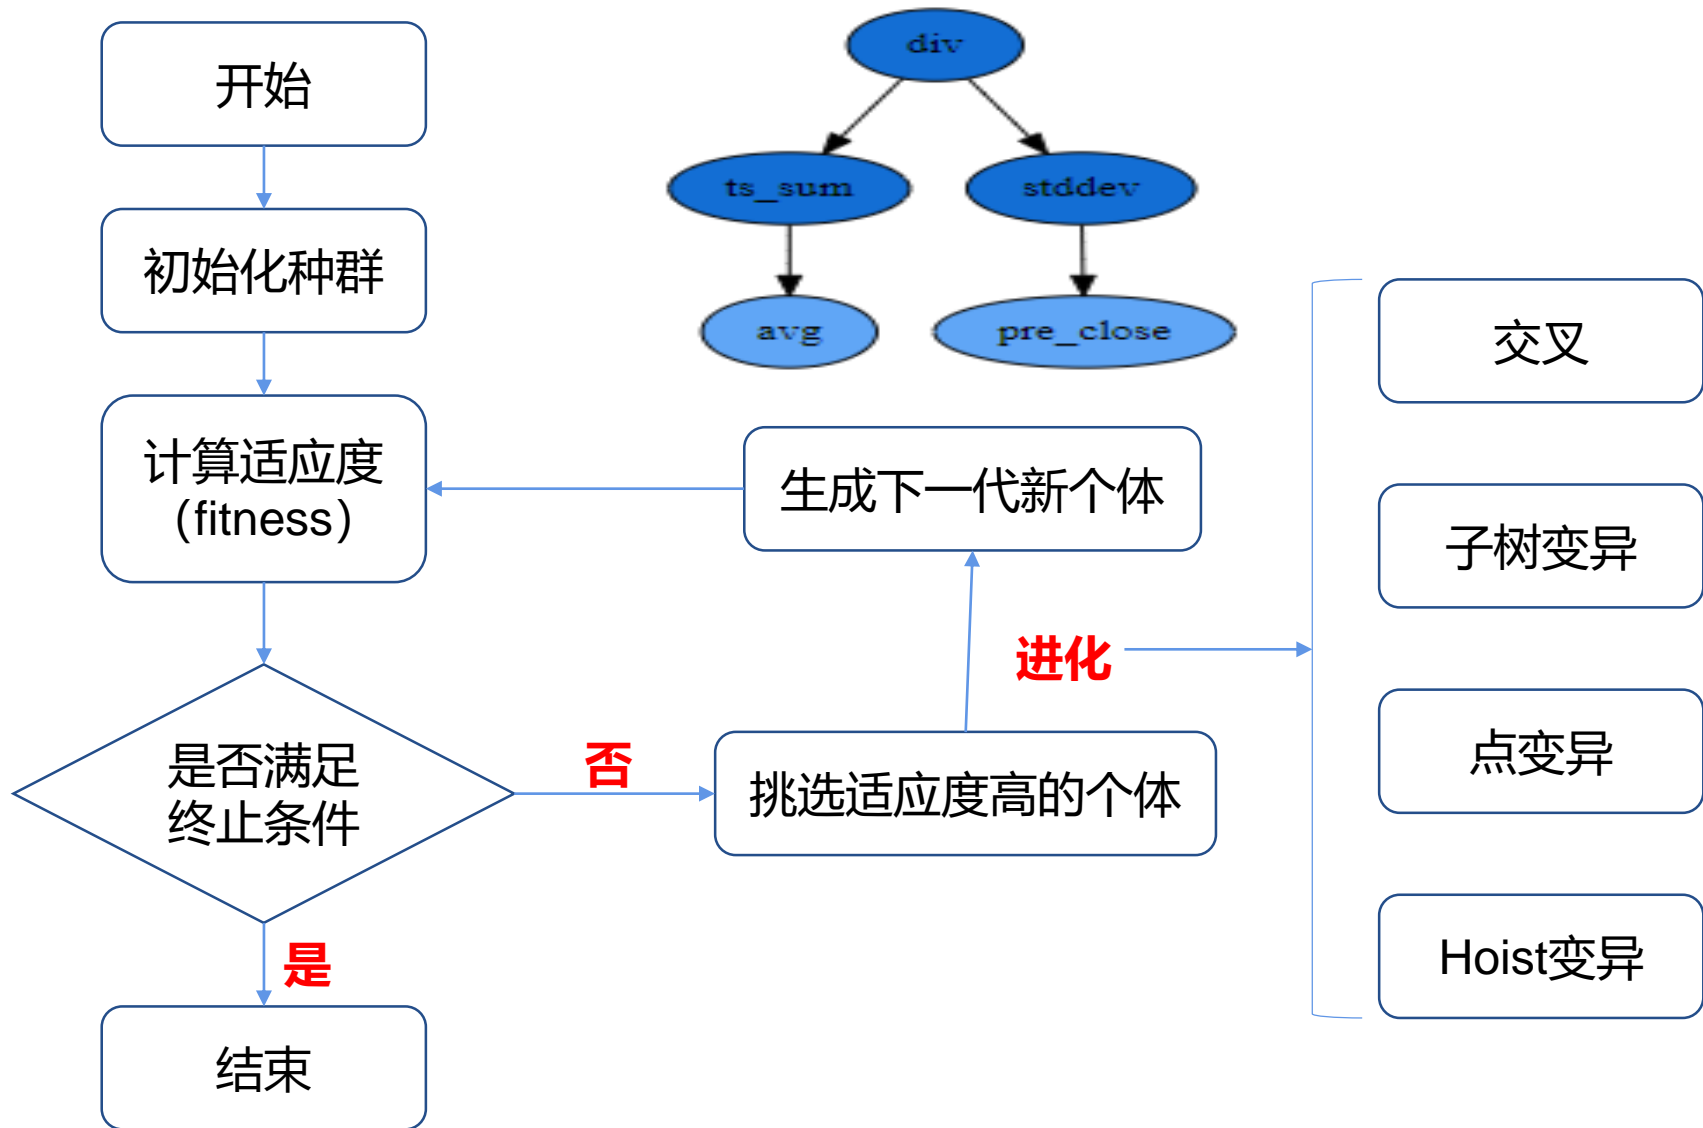 开始
初始化种群
计算适应度
（fitness）
是否满足
终止条件
是
结束
否
挑选适应度高的个体
进化
生成下一代新个体
div
ts_sum
stddev
avg
pre_close
交叉
子树变异
点变异
Hoist变异